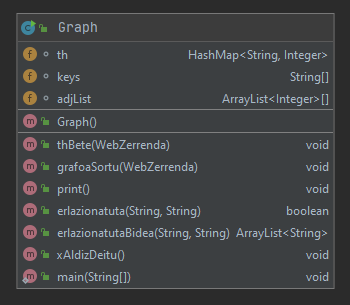 Graph
th HashMap<String, Integer>
keys String[]
adjList ArrayList<Integer>[]
Graph()
thBete(WebZerrenda) void
grafoaSortu(WebZerrenda) void
print() void
erlazionatuta(String, String) boolean
erlazionatutaBidea(String, String) ArrayList<String>
xAldizDeitu() void
main(String[]) void